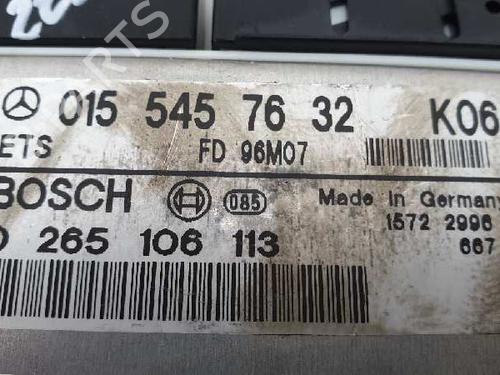 015 545 76 32 K06
ETS FD 96M07
BOSCH 085 Made in Germany
0 265 106 113 1572 2996
667
PARTS